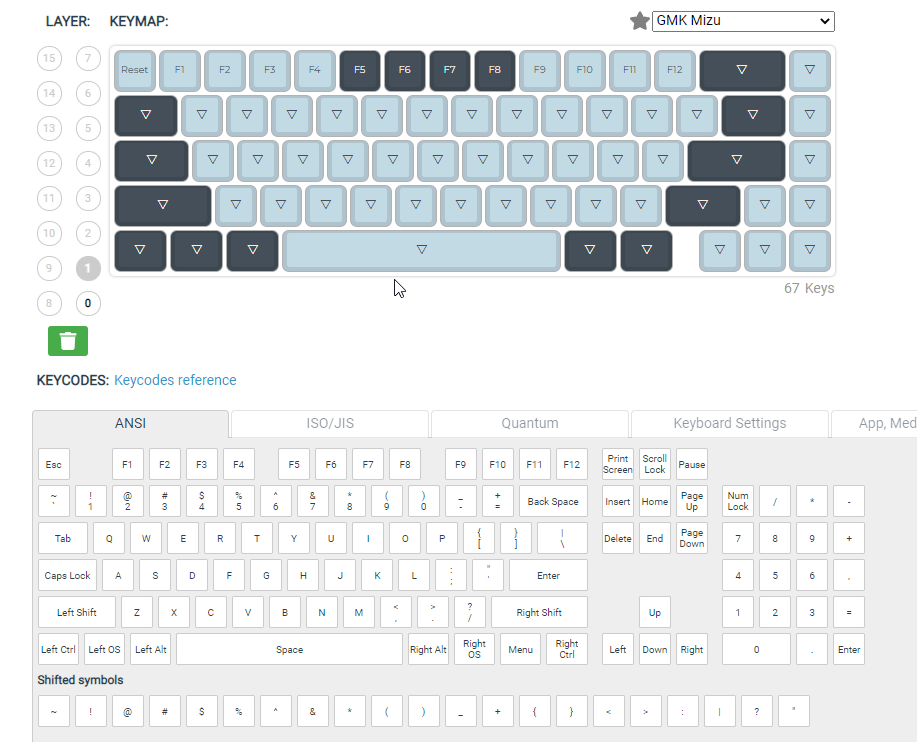 LAYER: KEYMAP: GMK Mizu
15 7 Reset F1 F2 F3 F4 F5 F6 F7 F8 F9 F10 F11 F12 ▽ ▽
14 6 ▽ ▽ ▽ ▽ ▽ ▽ ▽ ▽ ▽ ▽ ▽ ▽ ▽ ▽ ▽
13 5 ▽ ▽ ▽ ▽ ▽ ▽ ▽ ▽ ▽ ▽ ▽ ▽ ▽ ▽
12 4 ▽ ▽ ▽ ▽ ▽ ▽ ▽ ▽ ▽ ▽ ▽ ▽ ▽ ▽
11 3 ▽ ▽ ▽ ▽ ▽ ▽ ▽ ▽ ▽ ▽
10 2
9 1
8 0
67 Keys
KEYCODES: Keycodes reference
ANSI ISO/JIS Quantum Keyboard Settings App, Med
Esc F1 F2 F3 F4 F5 F6 F7 F8 F9 F10 F11 F12 Print Screen Scroll Lock Pause
~ ` ! 1 @ 2 # 3 $ 4 % 5 ^ 6 & 7 * 8 ( 9 ) 0 _ - + = Back Space Insert Home Page Up Num Lock / * -
Tab Q W E R T Y U I O P { [ } ] | \ Delete End Page Down 7 8 9 +
Caps Lock A S D F G H J K L : ; " ' Enter 4 5 6 ,
Left Shift Z X C V B N M < , > . ? / Right Shift Up 1 2 3 =
Left Ctrl Left OS Left Alt Space Right Alt Right OS Menu Right Ctrl Left Down Right 0 . Enter
Shifted symbols
~ ! @ # $ % ^ & * ( ) _ + { } < > : | ? "